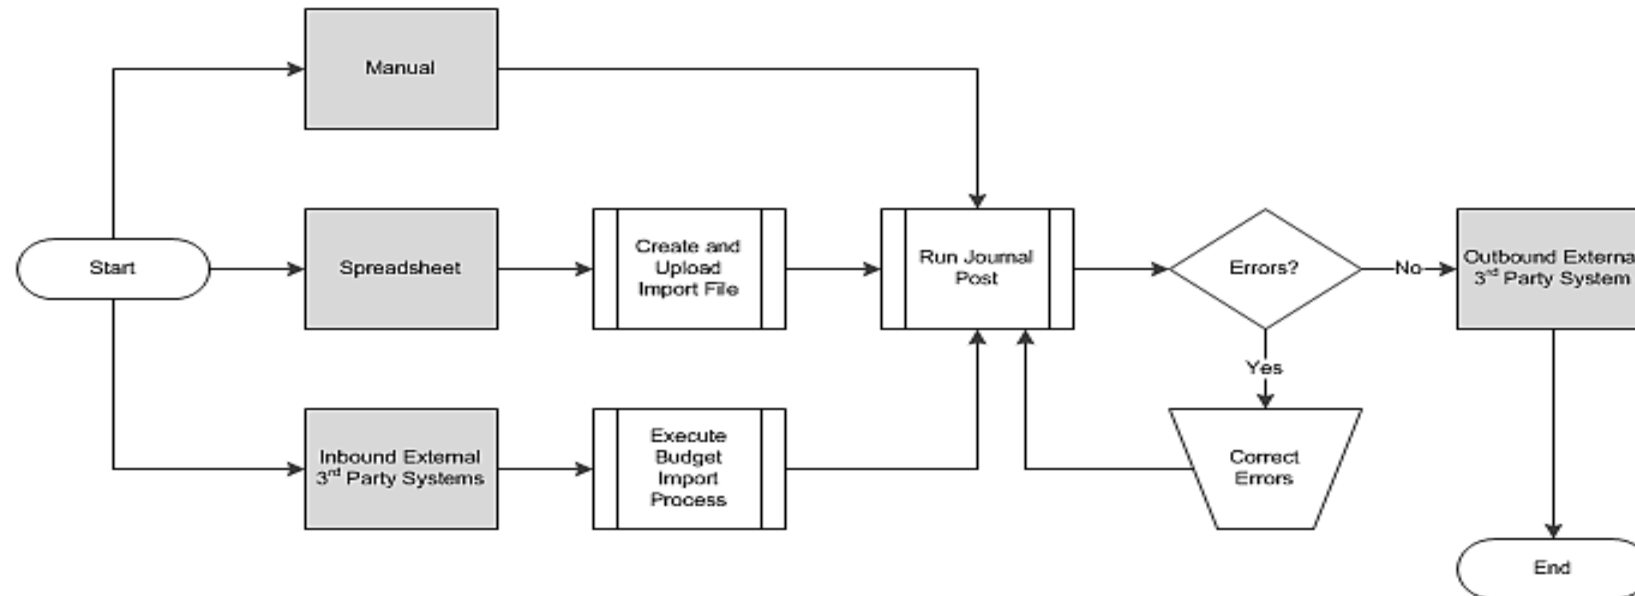 Manual
Start
Spreadsheet
Create and
Upload
Import File
Run Journal
Post
Errors?
No
Outbound Externa
3rd Party System
Yes
Inbound External
3rd Party Systems
Execute
Budget
Import
Process
Correct
Errors
End